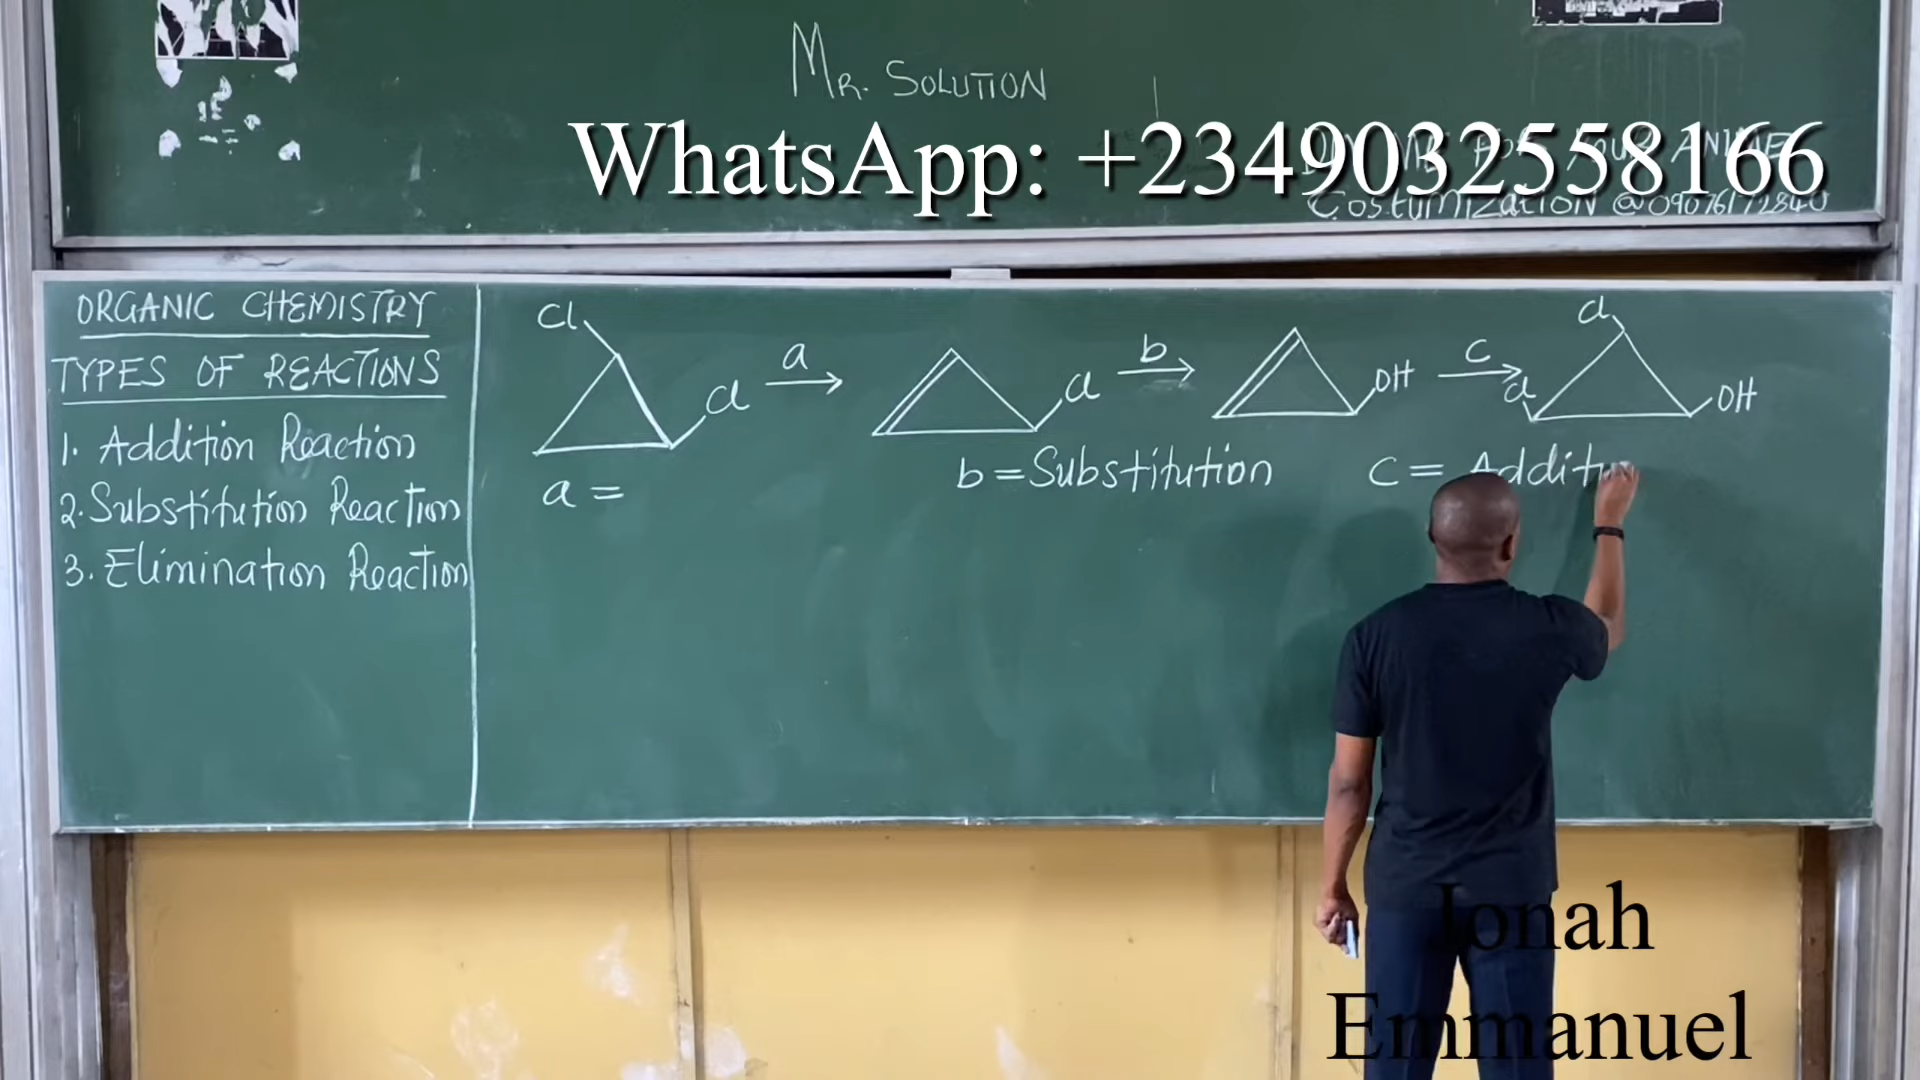 Mr. SOLUTION
WhatsApp: +2349032558166
Costumization @09076172840
ORGANIC CHEMISTRY
TYPES OF REACTIONS
1. Addition Reaction
2. Substitution Reaction
3. Elimination Reaction
Cl
Cl
a
Cl
b
OH
c
Cl
Cl
OH
a =
b = Substitution
c = Additio
Jonah
Emmanuel